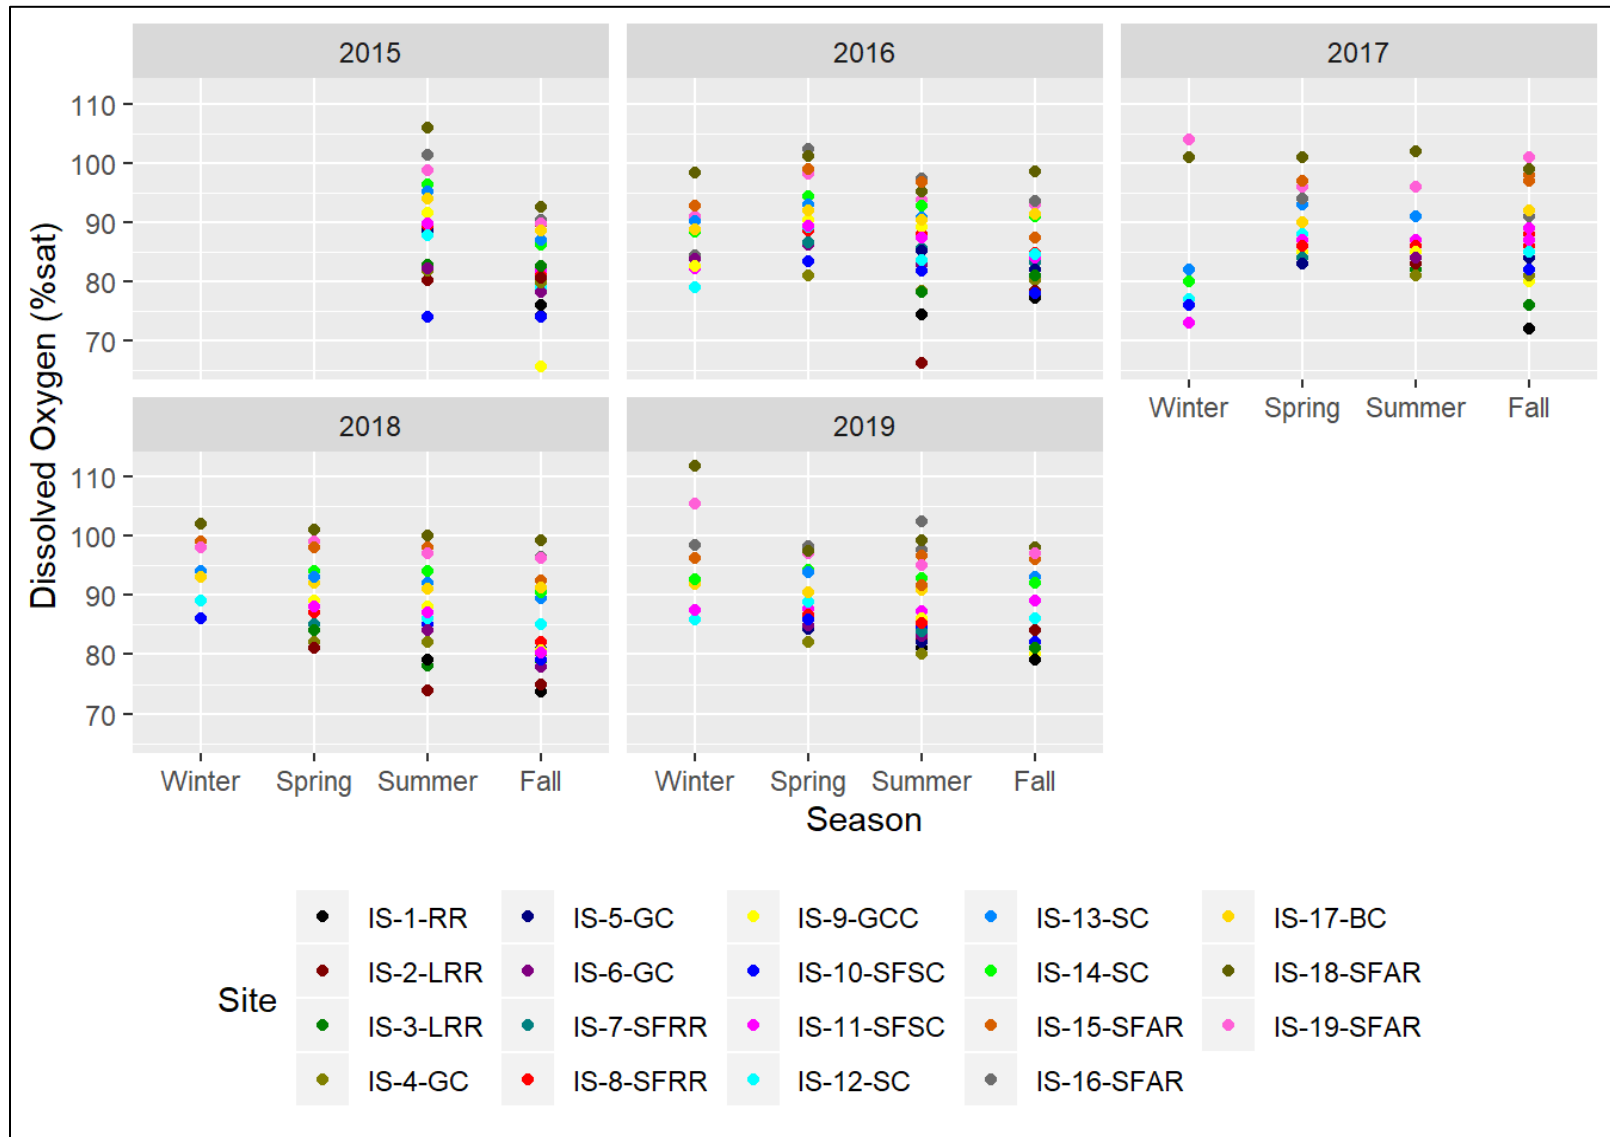 2015 2016 2017
110
100
90
80
70
Winter Spring Summer Fall
2018 2019
110
100
90
80
70
Winter Spring Summer Fall Winter Spring Summer Fall
Dissolved Oxygen (%sat)
Season
Site
IS-1-RR IS-5-GC IS-9-GCC IS-13-SC IS-17-BC
IS-2-LRR IS-6-GC IS-10-SFSC IS-14-SC IS-18-SFAR
IS-3-LRR IS-7-SFRR IS-11-SFSC IS-15-SFAR IS-19-SFAR
IS-4-GC IS-8-SFRR IS-12-SC IS-16-SFAR